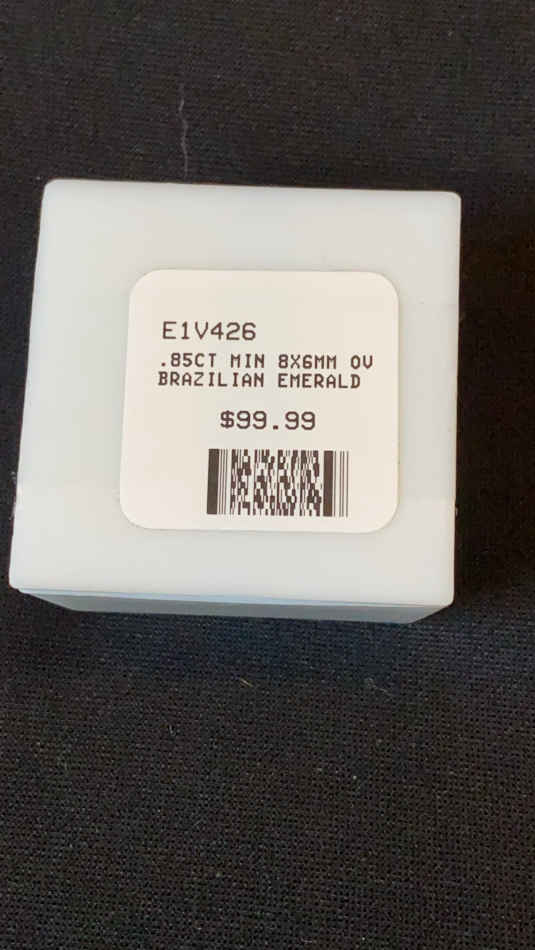 E1V426
.85CT MIN 8X6MM OV
BRAZILIAN EMERALD
$99.99